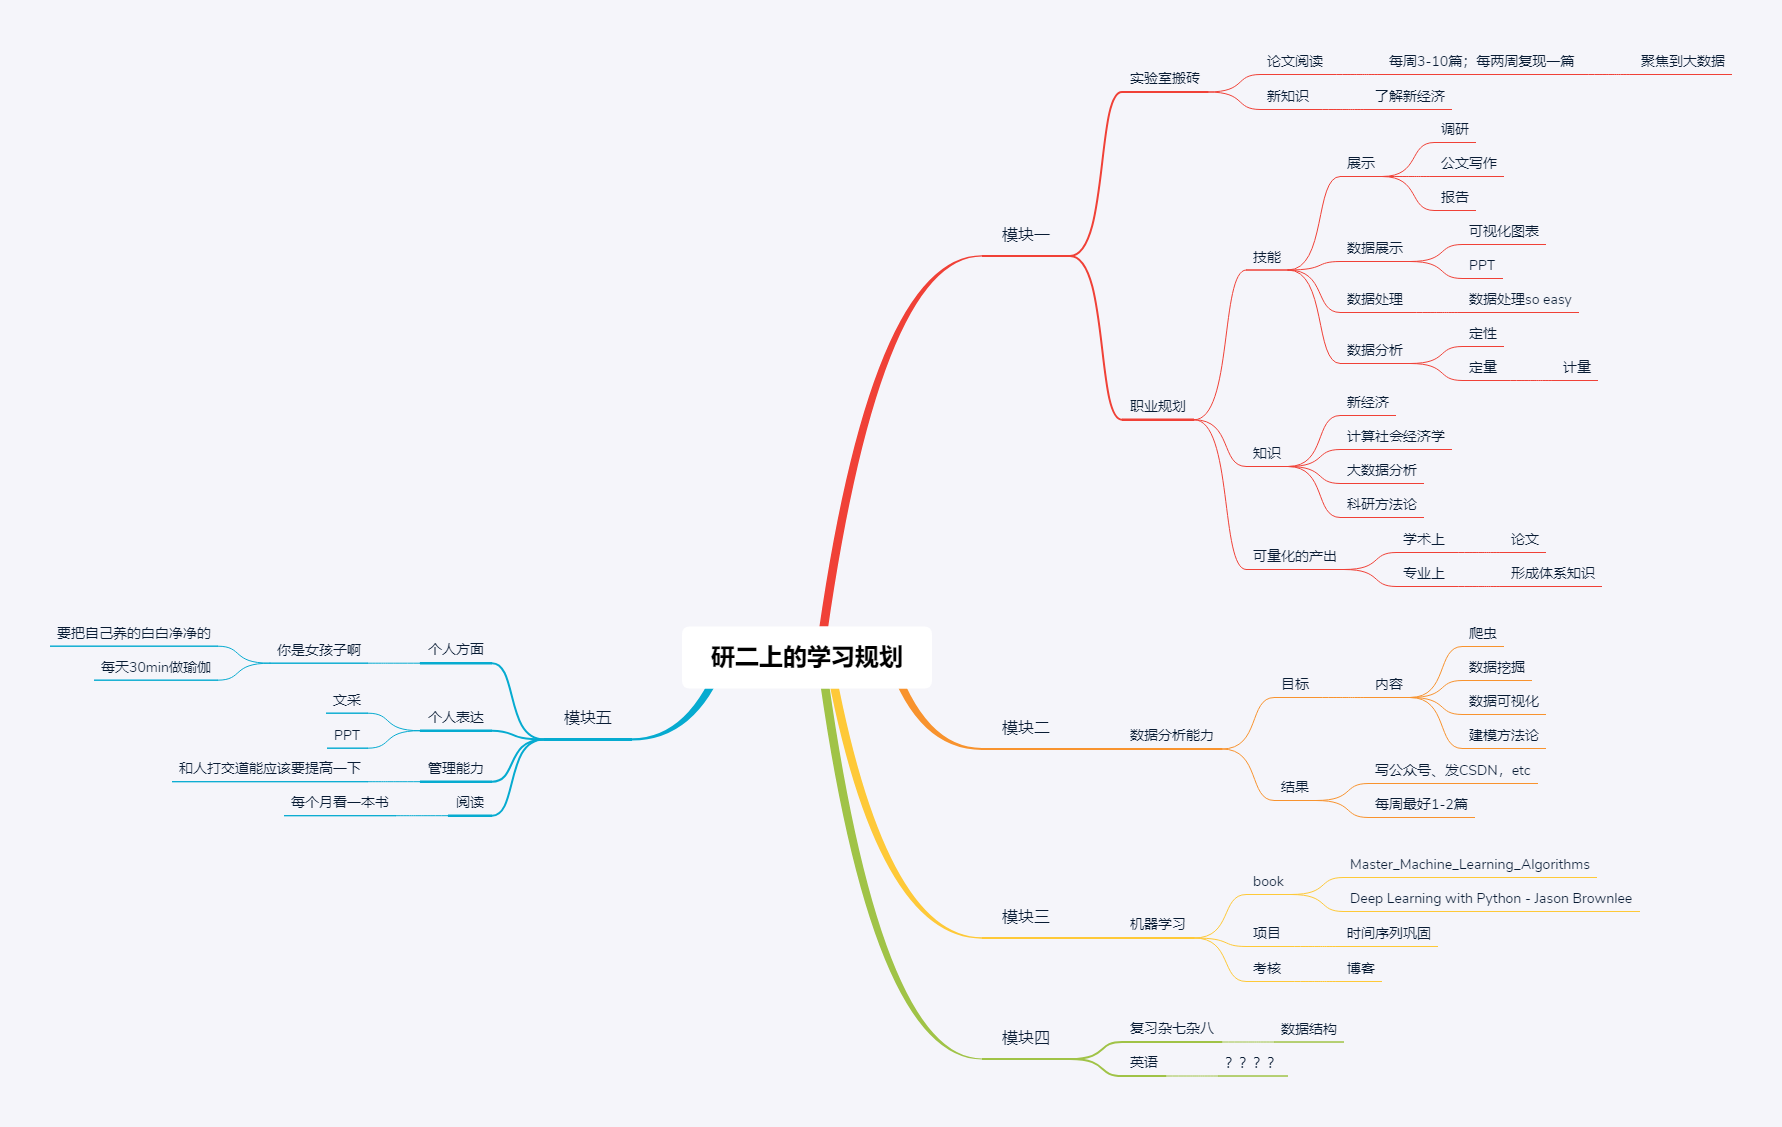 研二上的学习规划
模块一
实验室搬砖
论文阅读
每周3-10篇；每两周复现一篇
聚焦到大数据
新知识
了解新经济
职业规划
技能
展示
调研
公文写作
报告
数据展示
可视化图表
PPT
数据处理
数据处理so easy
数据分析
定性
定量
计量
知识
新经济
计算社会经济学
大数据分析
科研方法论
可量化的产出
学术上
论文
专业上
形成体系知识
模块二
数据分析能力
目标
内容
爬虫
数据挖掘
数据可视化
建模方法论
结果
写公众号、发CSDN，etc
每周最好1-2篇
模块三
机器学习
book
Master_Machine_Learning_Algorithms
Deep Learning with Python - Jason Brownlee
项目
时间序列巩固
考核
博客
模块四
复习杂七杂八
数据结构
英语
？？？？
模块五
个人方面
你是女孩子啊
要把自己养的白白净净的
每天30min做瑜伽
个人表达
文采
PPT
管理能力
和人打交道能应该要提高一下
阅读
每个月看一本书